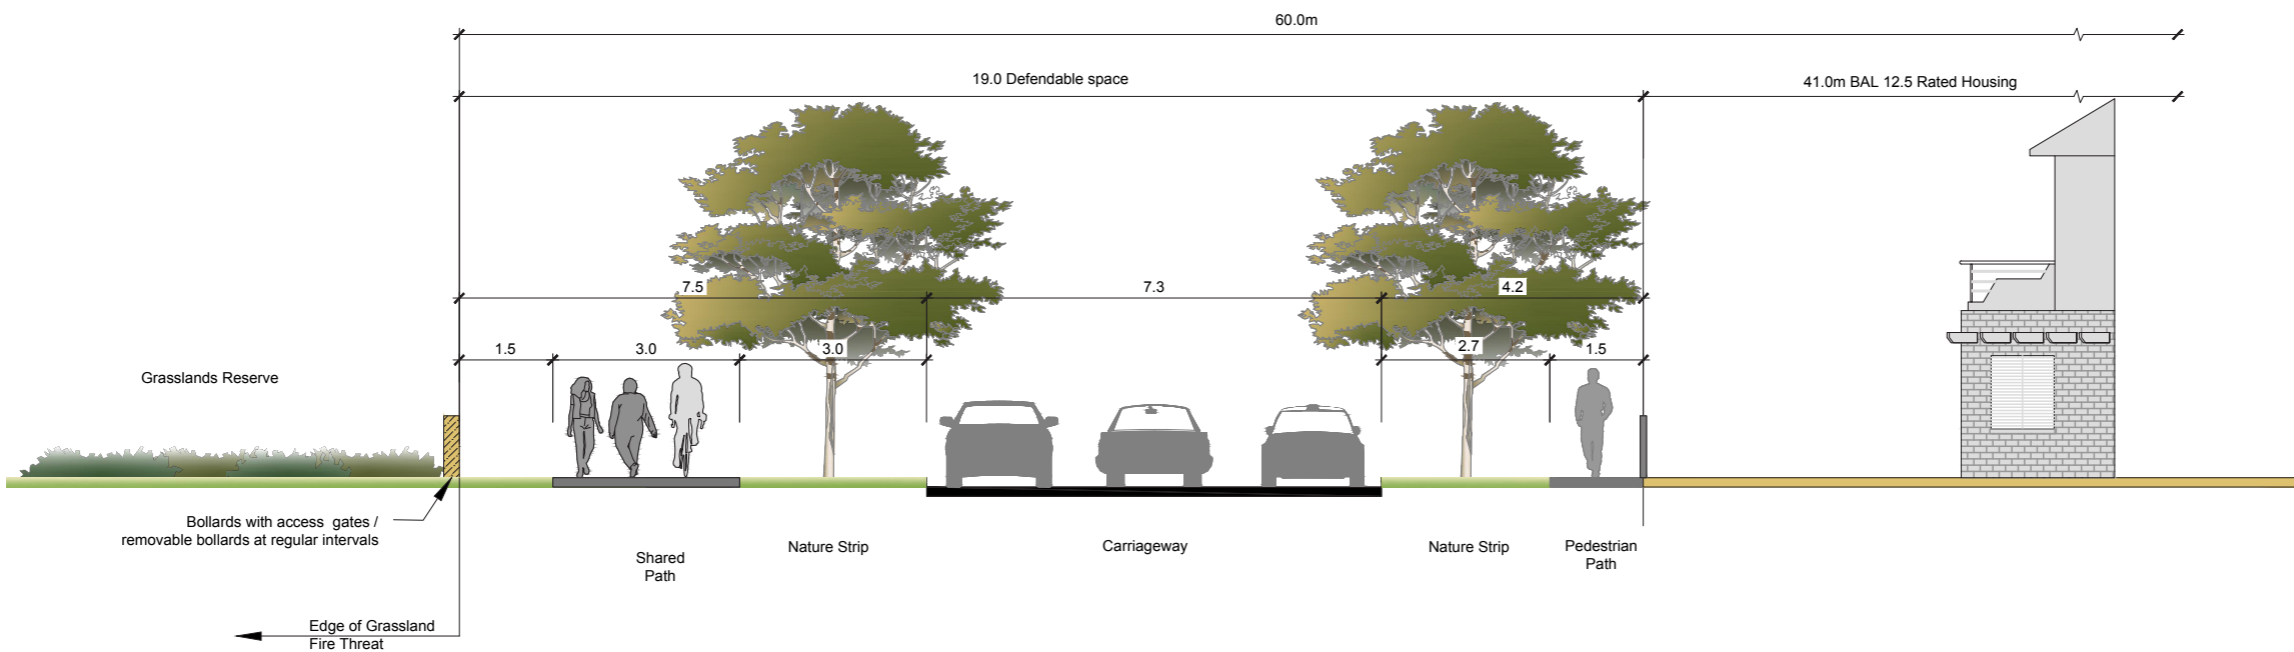 60.0m
19.0 Defendable space
41.0m BAL 12.5 Rated Housing
7.5
7.3
4.2
1.5
3.0
3.0
2.7
1.5
Grasslands Reserve
Bollards with access gates /
removable bollards at regular intervals
Shared
Path
Nature Strip
Carriageway
Nature Strip
Pedestrian
Path
Edge of Grassland
Fire Threat